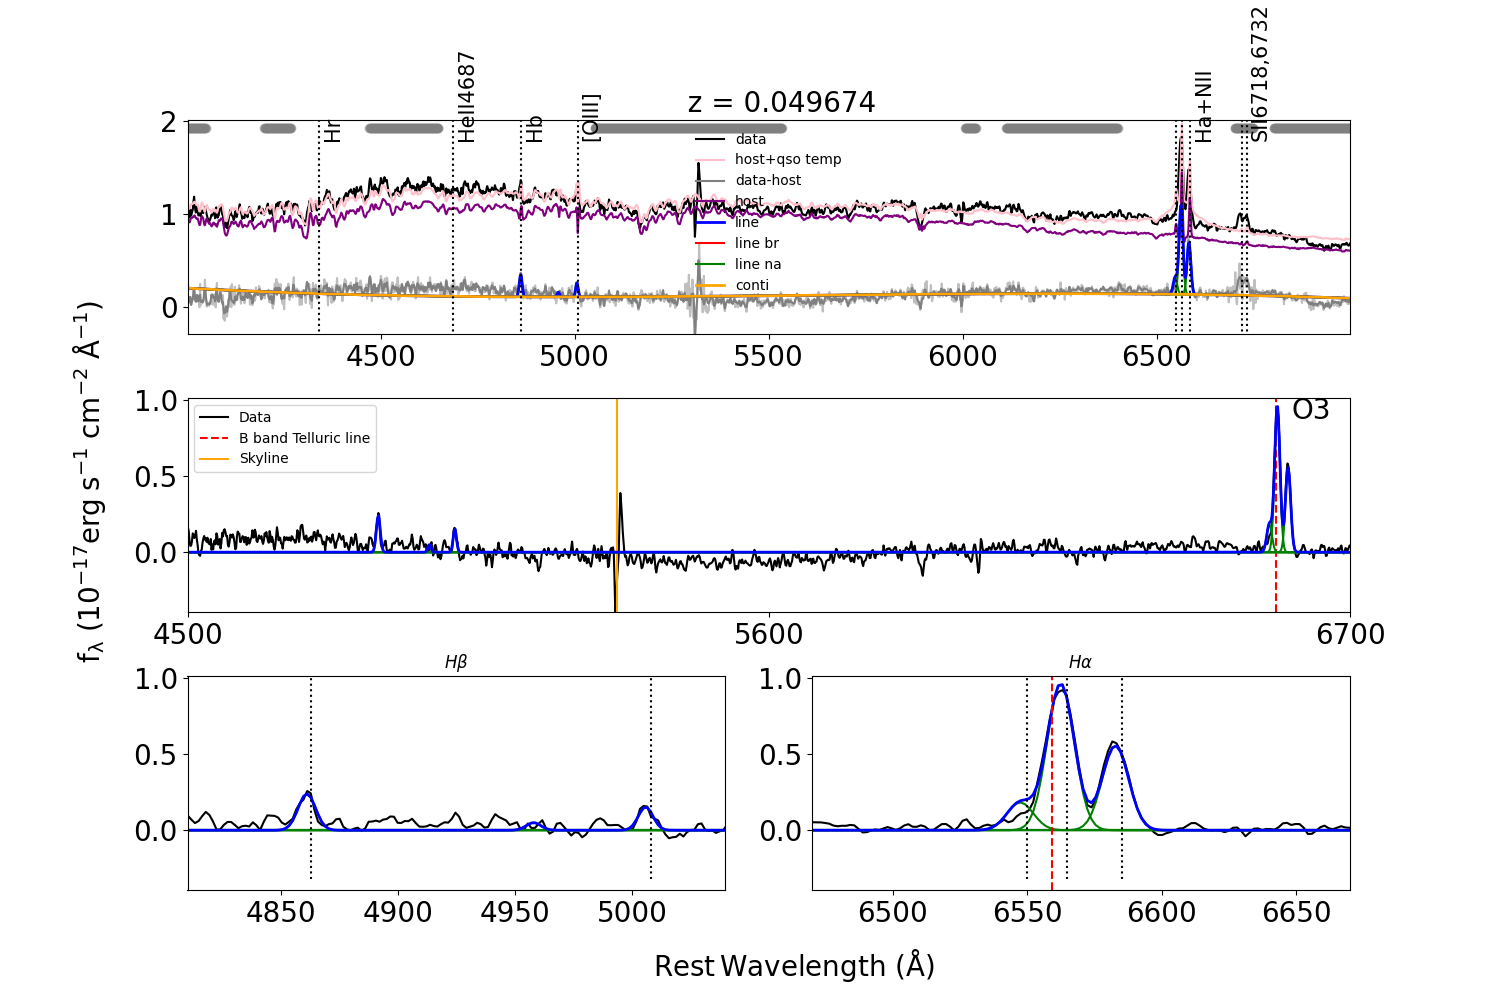 z = 0.049674
Hr
HeII4687
Hb
[OIII]
Ha+NII
SII6718,6732
data
host+qso temp
data-host
host
line
line br
line na
conti
2
1
0
4500
5000
5500
6000
6500
Data
B band Telluric line
Skyline
O3
1.0
0.5
0.0
4500
5600
6700
fλ (10−17erg s−1 cm−2 Å−1)
Hβ
1.0
0.5
0.0
4850
4900
4950
5000
Hα
1.0
0.5
0.0
6500
6550
6600
6650
Rest Wavelength (Å)